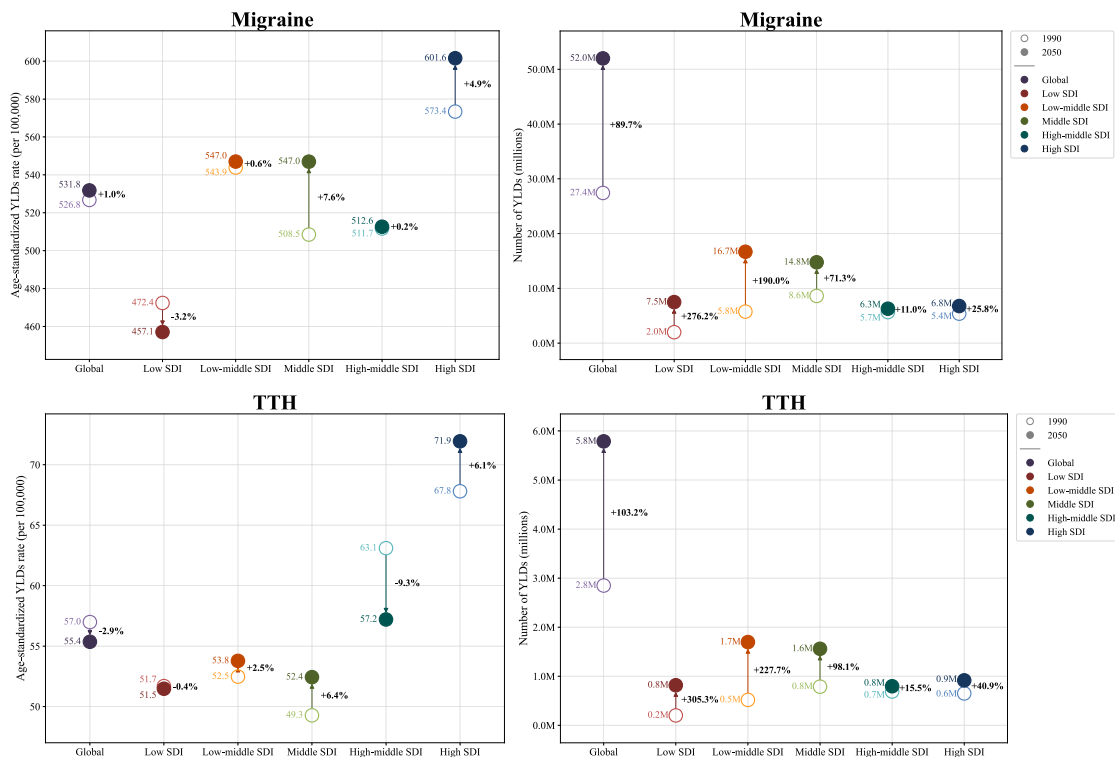 Migraine
Age-standardized YLDs rate (per 100,000)
600
580
560
540
520
500
480
460
531.8
526.8
+1.0%
472.4
457.1
-3.2%
547.0
543.9
+0.6%
547.0
508.5
+7.6%
512.6
511.7
+0.2%
601.6
573.4
+4.9%
Global
Low SDI
Low-middle SDI
Middle SDI
High-middle SDI
High SDI
Migraine
Number of YLDs (millions)
50.0M
40.0M
30.0M
20.0M
10.0M
0.0M
52.0M
27.4M
+89.7%
7.5M
2.0M
+276.2%
16.7M
5.8M
+190.0%
14.8M
8.6M
+71.3%
6.3M
5.7M
+11.0%
6.8M
5.4M
+25.8%
Global
Low SDI
Low-middle SDI
Middle SDI
High-middle SDI
High SDI
1990
2050
Global
Low SDI
Low-middle SDI
Middle SDI
High-middle SDI
High SDI
TTH
Age-standardized YLDs rate (per 100,000)
70
65
60
55
50
57.0
55.4
-2.9%
51.7
51.5
-0.4%
53.8
52.5
+2.5%
52.4
49.3
+6.4%
63.1
57.2
-9.3%
71.9
67.8
+6.1%
Global
Low SDI
Low-middle SDI
Middle SDI
High-middle SDI
High SDI
TTH
Number of YLDs (millions)
6.0M
5.0M
4.0M
3.0M
2.0M
1.0M
0.0M
5.8M
2.8M
+103.2%
0.8M
0.2M
+305.3%
1.7M
0.5M
+227.7%
1.6M
0.8M
+98.1%
0.8M
0.7M
+15.5%
0.9M
0.6M
+40.9%
Global
Low SDI
Low-middle SDI
Middle SDI
High-middle SDI
High SDI
1990
2050
Global
Low SDI
Low-middle SDI
Middle SDI
High-middle SDI
High SDI